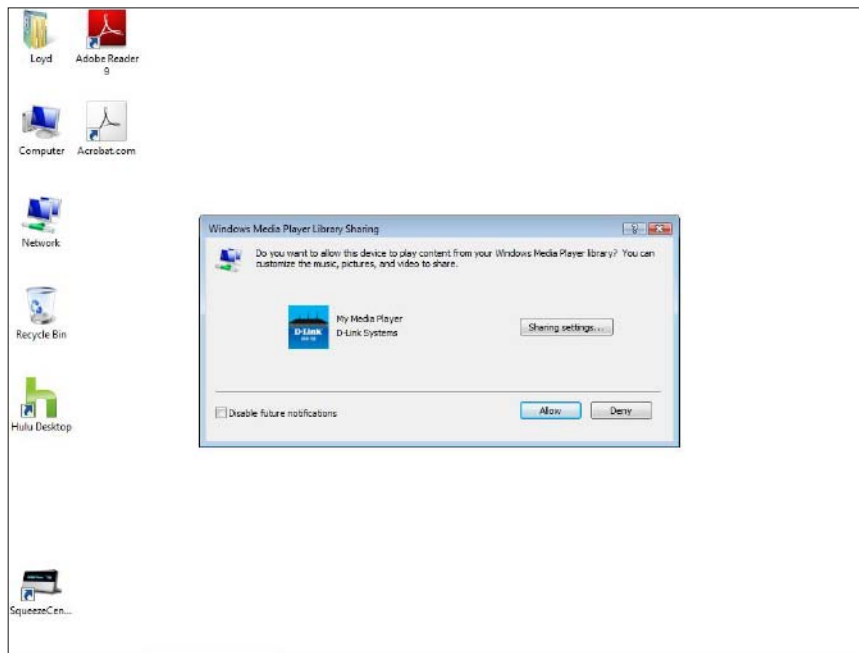 Loyd
Adobe Reader
9
Computer
Acrobat.com
Network
Recycle Bin
Hulu Desktop
SqueezeCen...
Windows Media Player Library Sharing
Do you want to allow this device to play content from your Windows Media Player library? You can
customize the music, pictures, and video to share.
D-Link
My Media Player
D-Link Systems
Sharing settings...
Disable future notifications
Allow
Deny